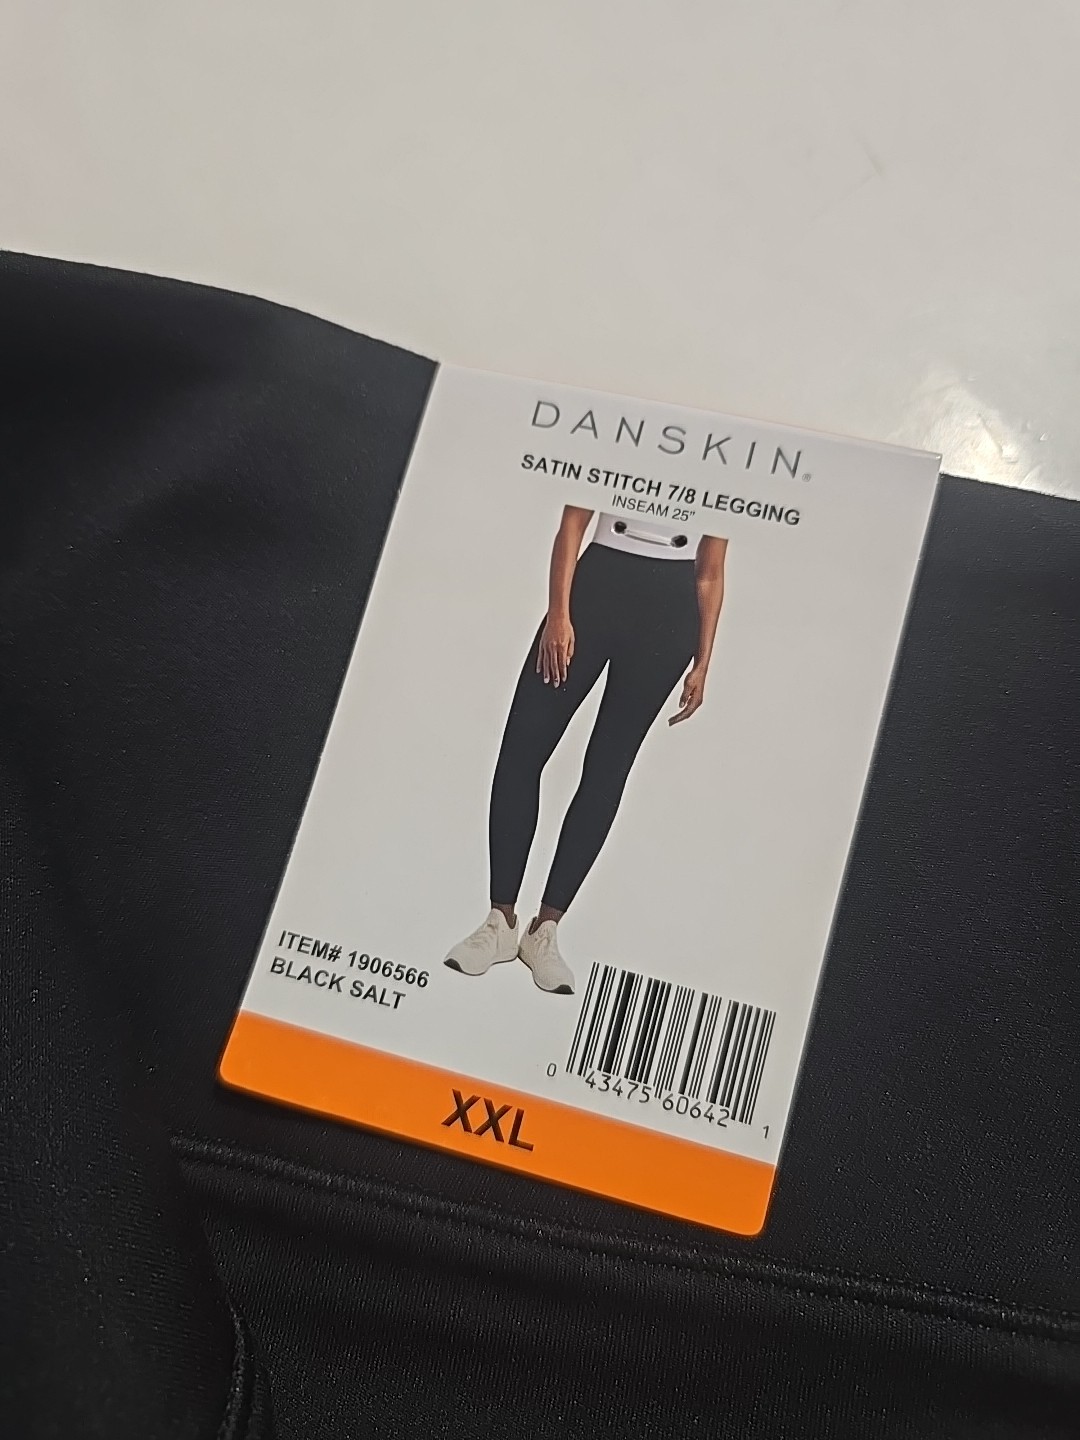 DANSKIN®
SATIN STITCH 7/8 LEGGING
INSEAM 25"
ITEM# 1906566
BLACK SALT
0 43475 60642 1
XXL